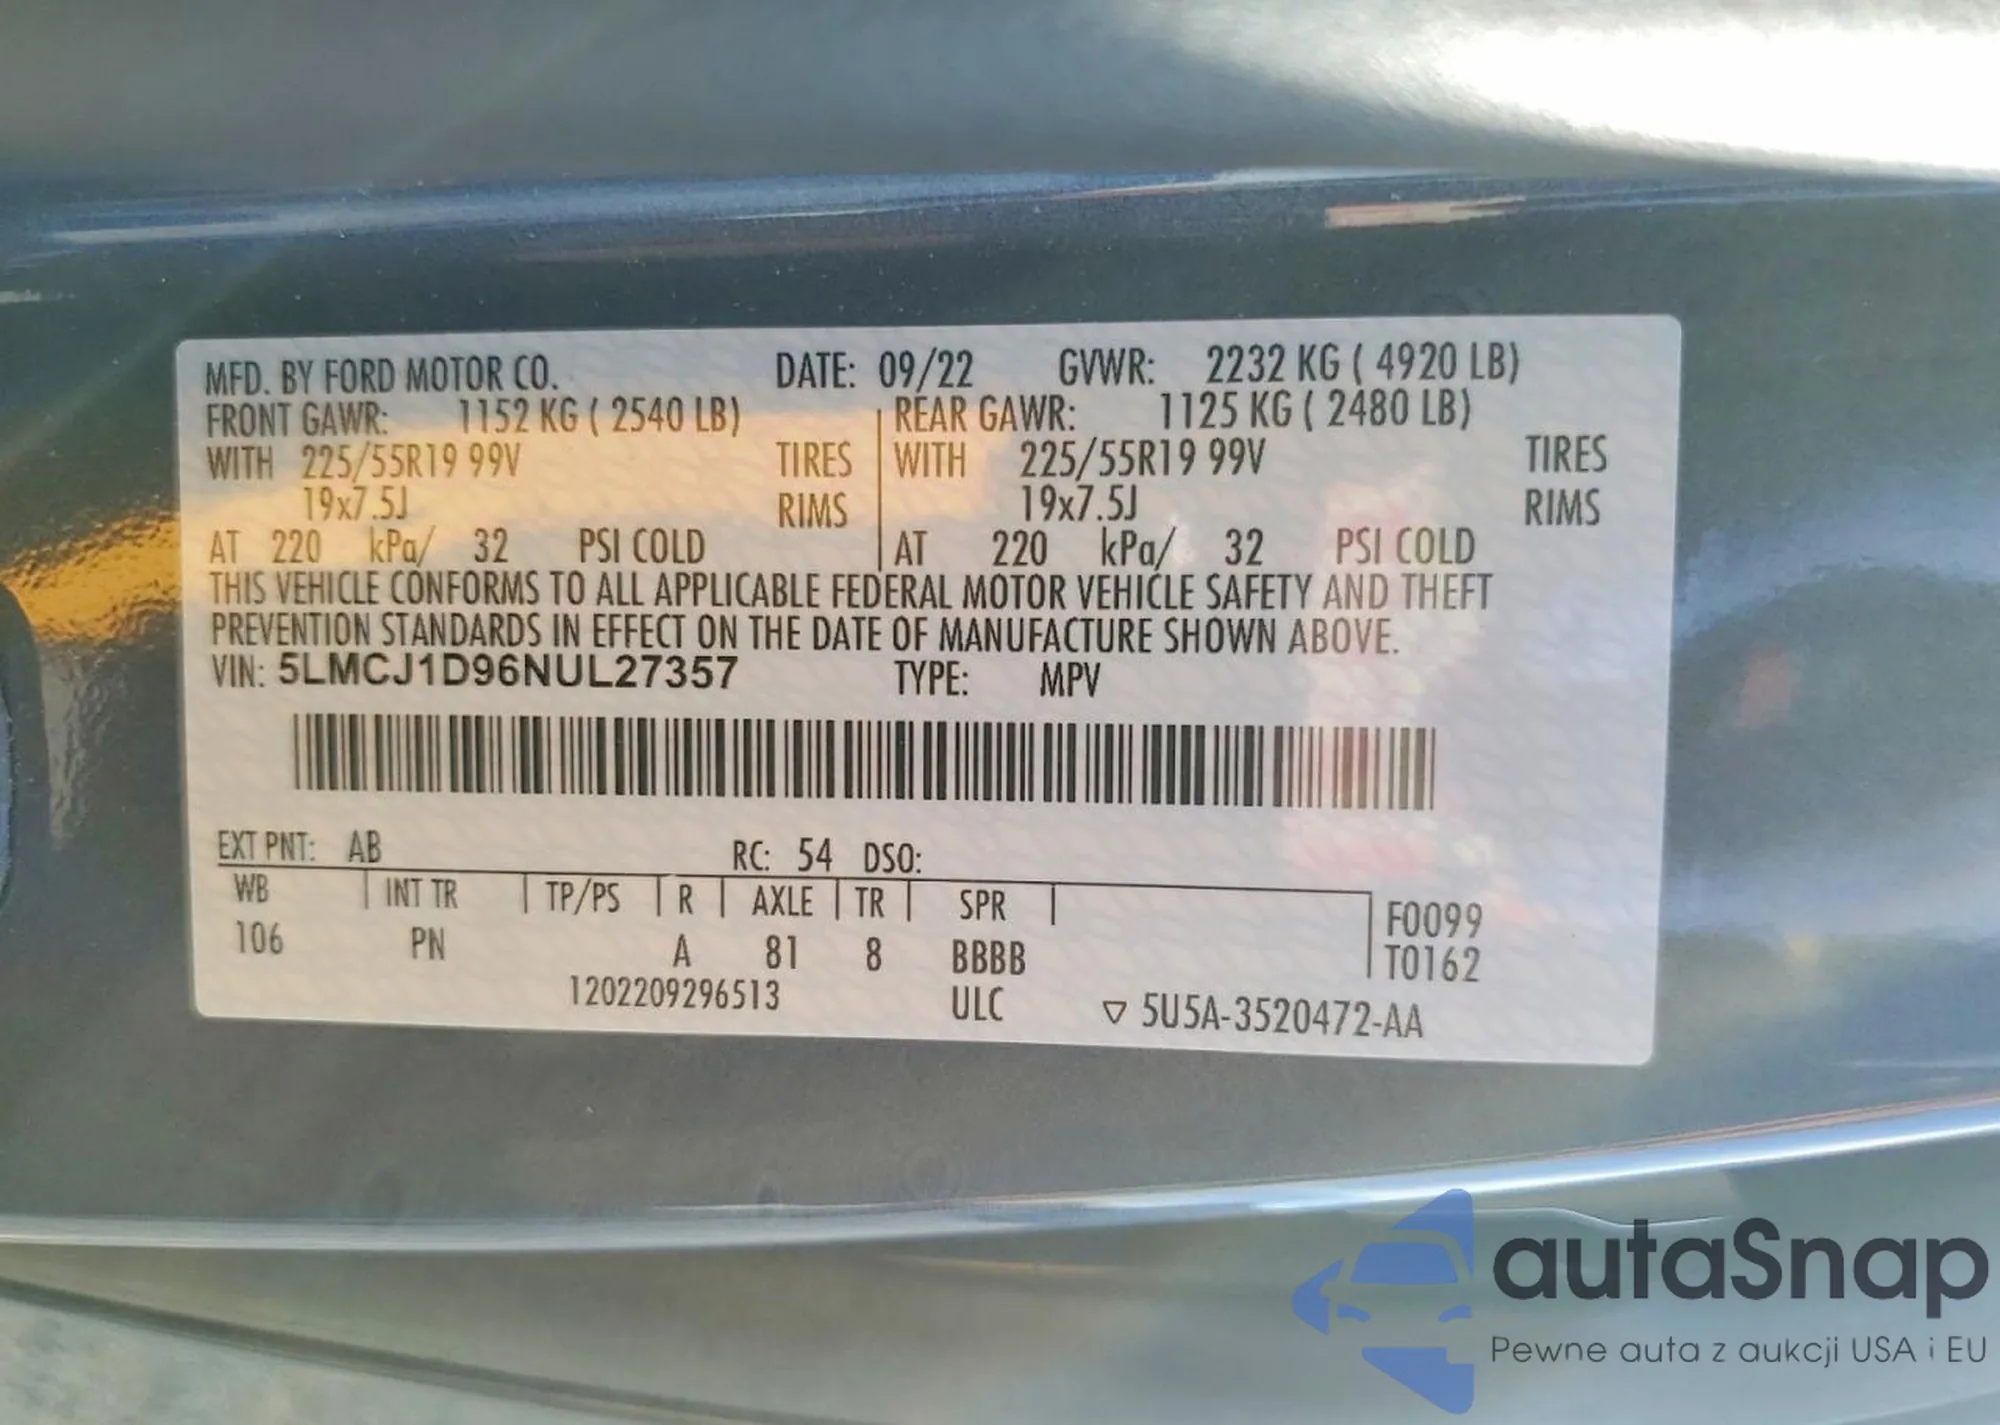 MFD. BY FORD MOTOR CO. DATE: 09/22 GVWR: 2232 KG ( 4920 LB)
FRONT GAWR: 1152 KG ( 2540 LB) REAR GAWR: 1125 KG ( 2480 LB)
WITH 225/55R19 99V TIRES WITH 225/55R19 99V TIRES
19x7.5J RIMS 19x7.5J RIMS
AT 220 kPa/ 32 PSI COLD AT 220 kPa/ 32 PSI COLD
THIS VEHICLE CONFORMS TO ALL APPLICABLE FEDERAL MOTOR VEHICLE SAFETY AND THEFT
PREVENTION STANDARDS IN EFFECT ON THE DATE OF MANUFACTURE SHOWN ABOVE.
VIN: 5LMCJ1D96NUL27357 TYPE: MPV
EXT PNT: AB RC: 54 DSO:
WB INT TR TP/PS R AXLE TR SPR F0099
106 PN A 81 8 BBBB T0162
1202209296513 ULC ▽ 5U5A-3520472-AA
autaSnap
Pewne auta z aukcji USA i EU